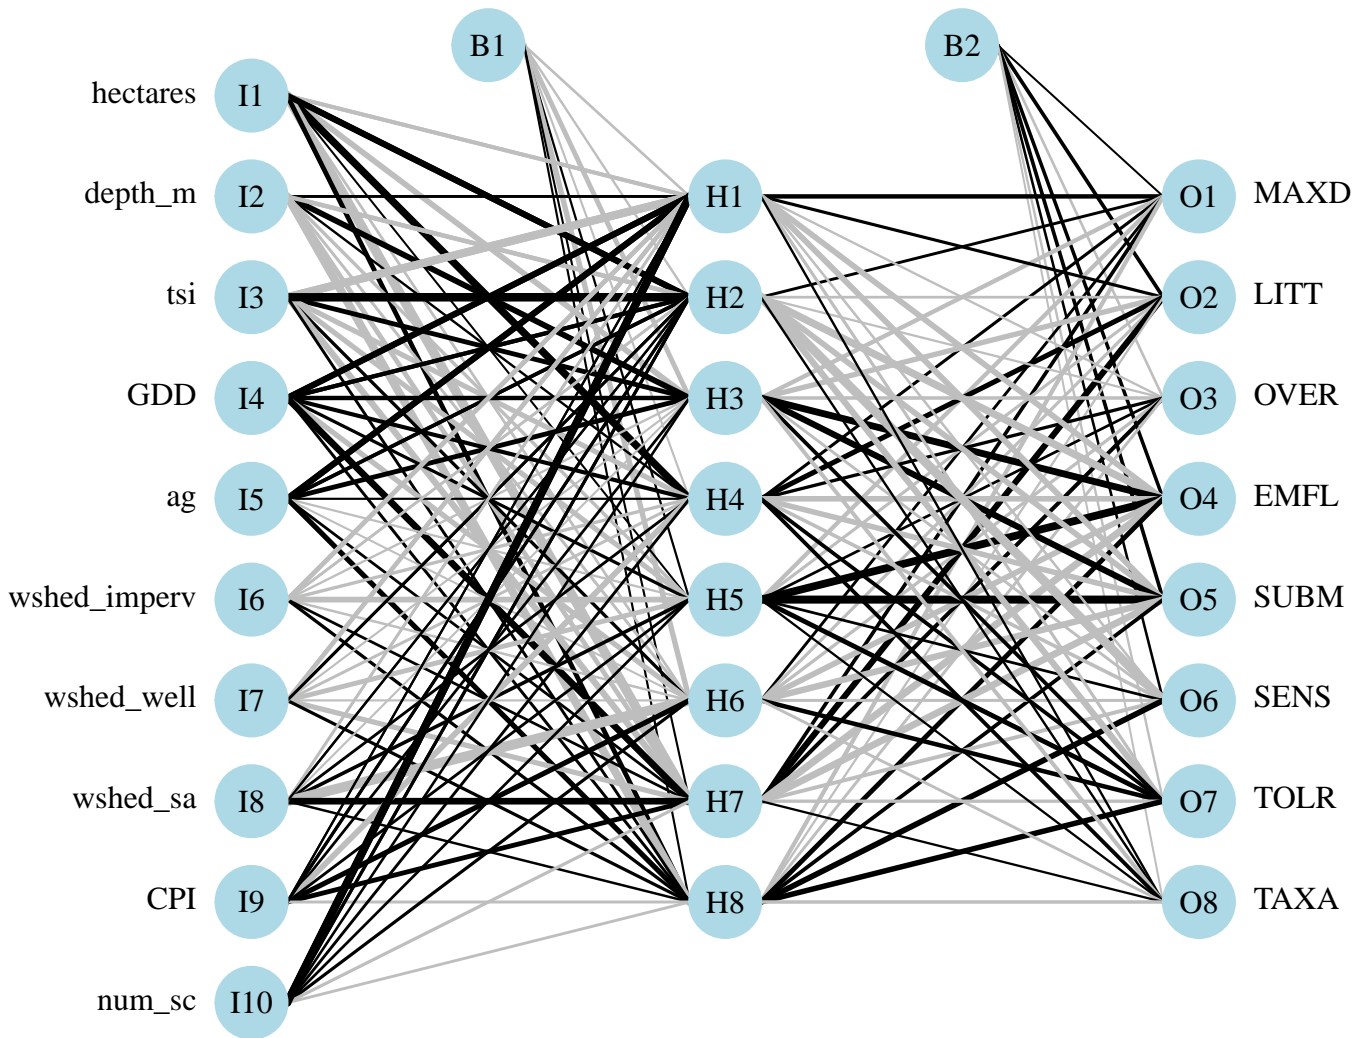 B1 B2
hectares I1
depth_m I2 H1 O1 MAXD
tsi I3 H2 O2 LITT
GDD I4 H3 O3 OVER
ag I5 H4 O4 EMFL
wshed_imperv I6 H5 O5 SUBM
wshed_well I7 H6 O6 SENS
wshed_sa I8 H7 O7 TOLR
CPI I9 H8 O8 TAXA
num_sc I10